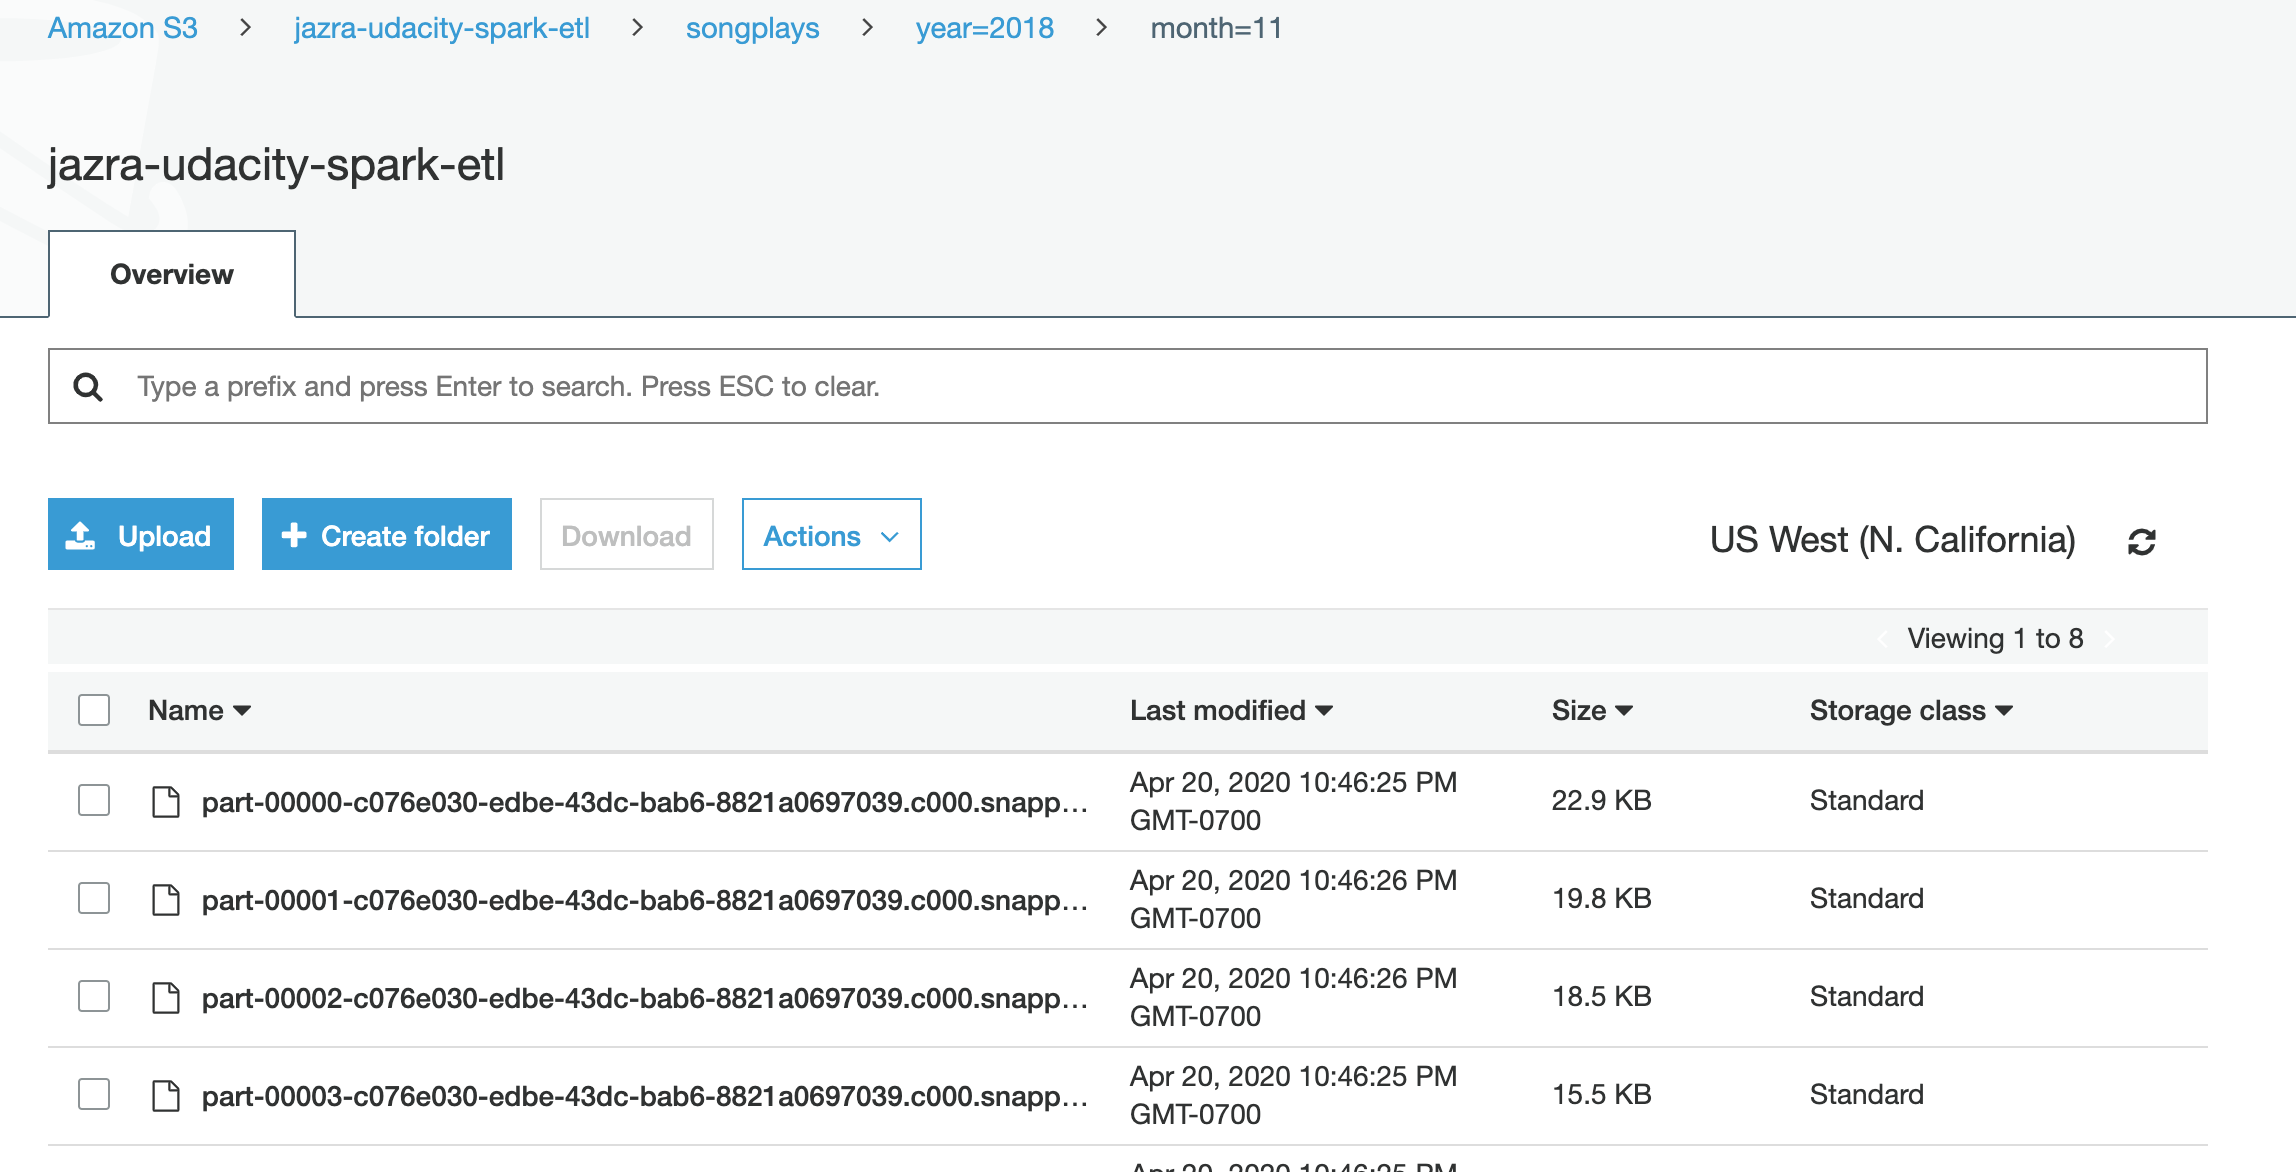 Amazon S3 > jazra-udacity-spark-etl > songplays > year=2018 > month=11
jazra-udacity-spark-etl
Overview
Type a prefix and press Enter to search. Press ESC to clear.
Upload Create folder Download Actions US West (N. California)
Viewing 1 to 8
Name Last modified Size Storage class
part-00000-c076e030-edbe-43dc-bab6-8821a0697039.c000.snapp... Apr 20, 2020 10:46:25 PM GMT-0700 22.9 KB Standard
part-00001-c076e030-edbe-43dc-bab6-8821a0697039.c000.snapp... Apr 20, 2020 10:46:26 PM GMT-0700 19.8 KB Standard
part-00002-c076e030-edbe-43dc-bab6-8821a0697039.c000.snapp... Apr 20, 2020 10:46:26 PM GMT-0700 18.5 KB Standard
part-00003-c076e030-edbe-43dc-bab6-8821a0697039.c000.snapp... Apr 20, 2020 10:46:25 PM GMT-0700 15.5 KB Standard
Apr 20, 2020 10:46:25 PM